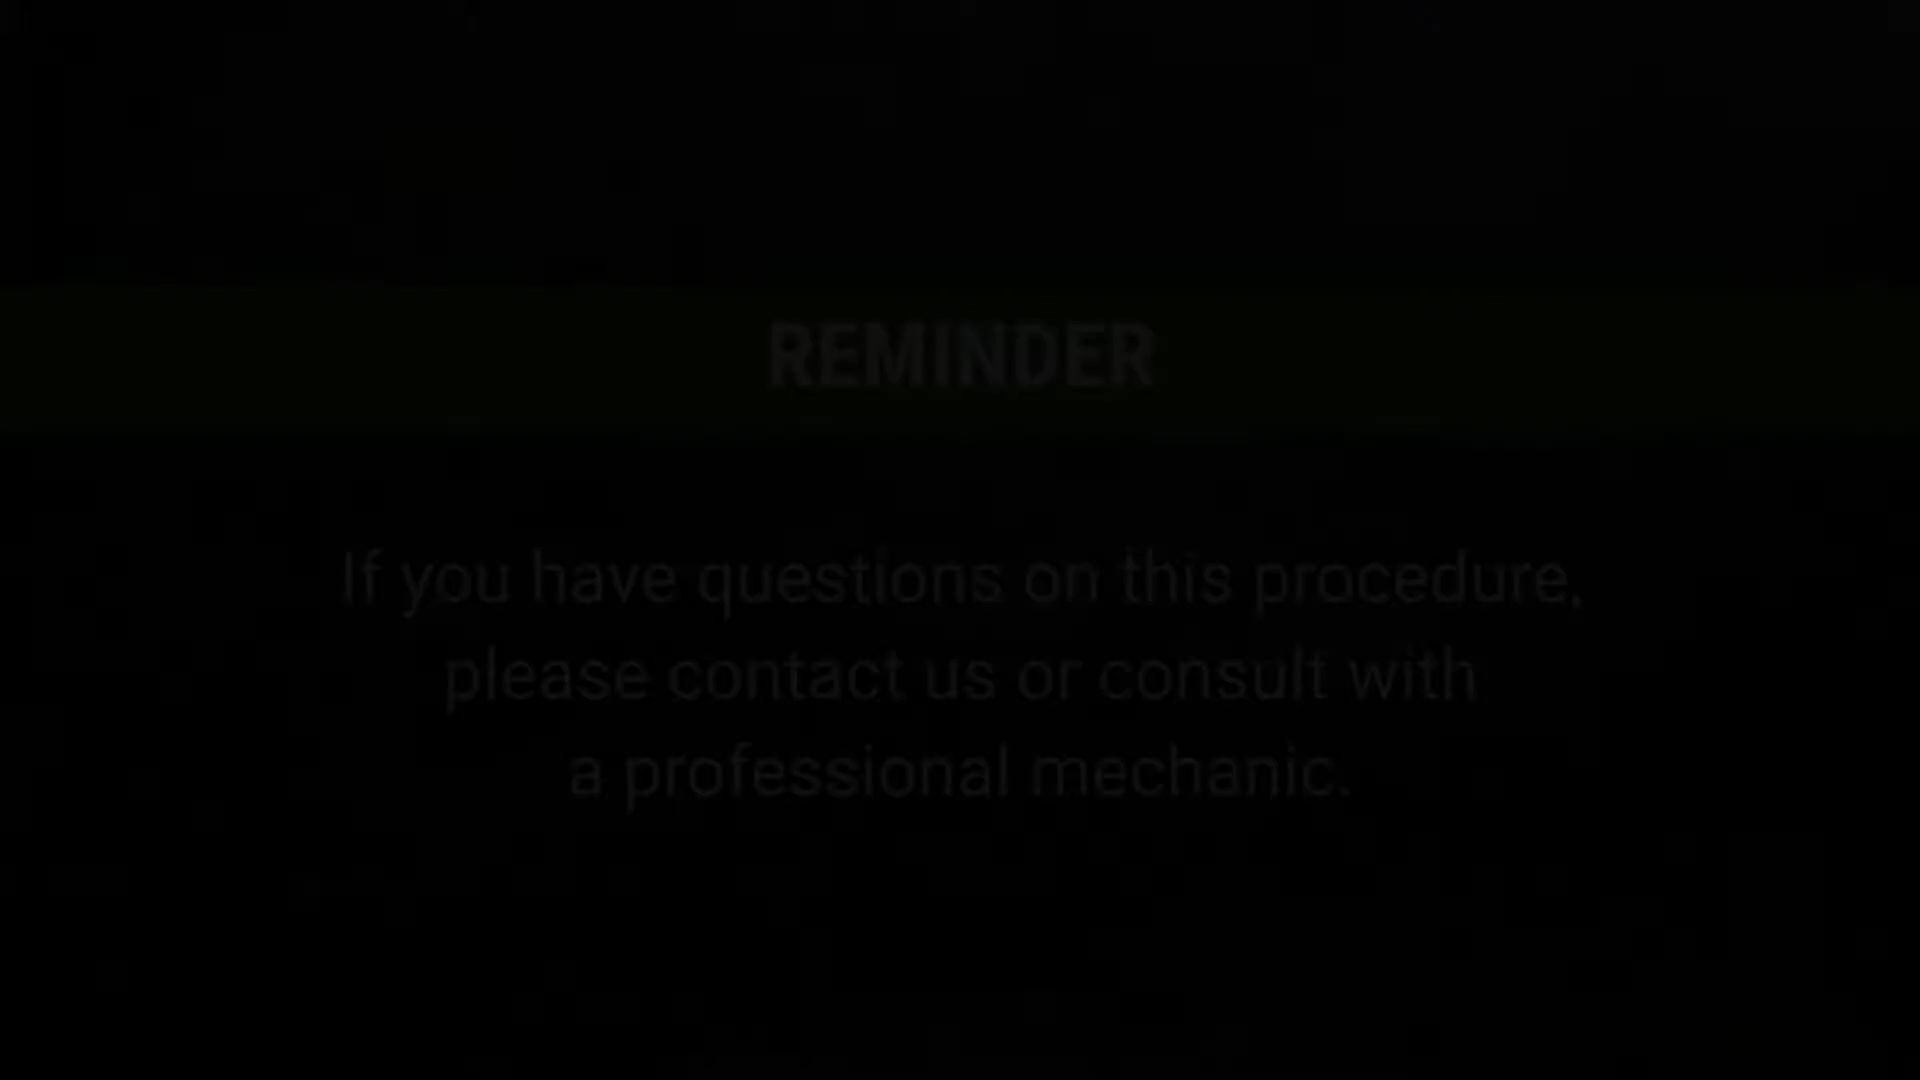 REMINDER
If you have questions on this procedure,
please contact us or consult with
a professional mechanic.